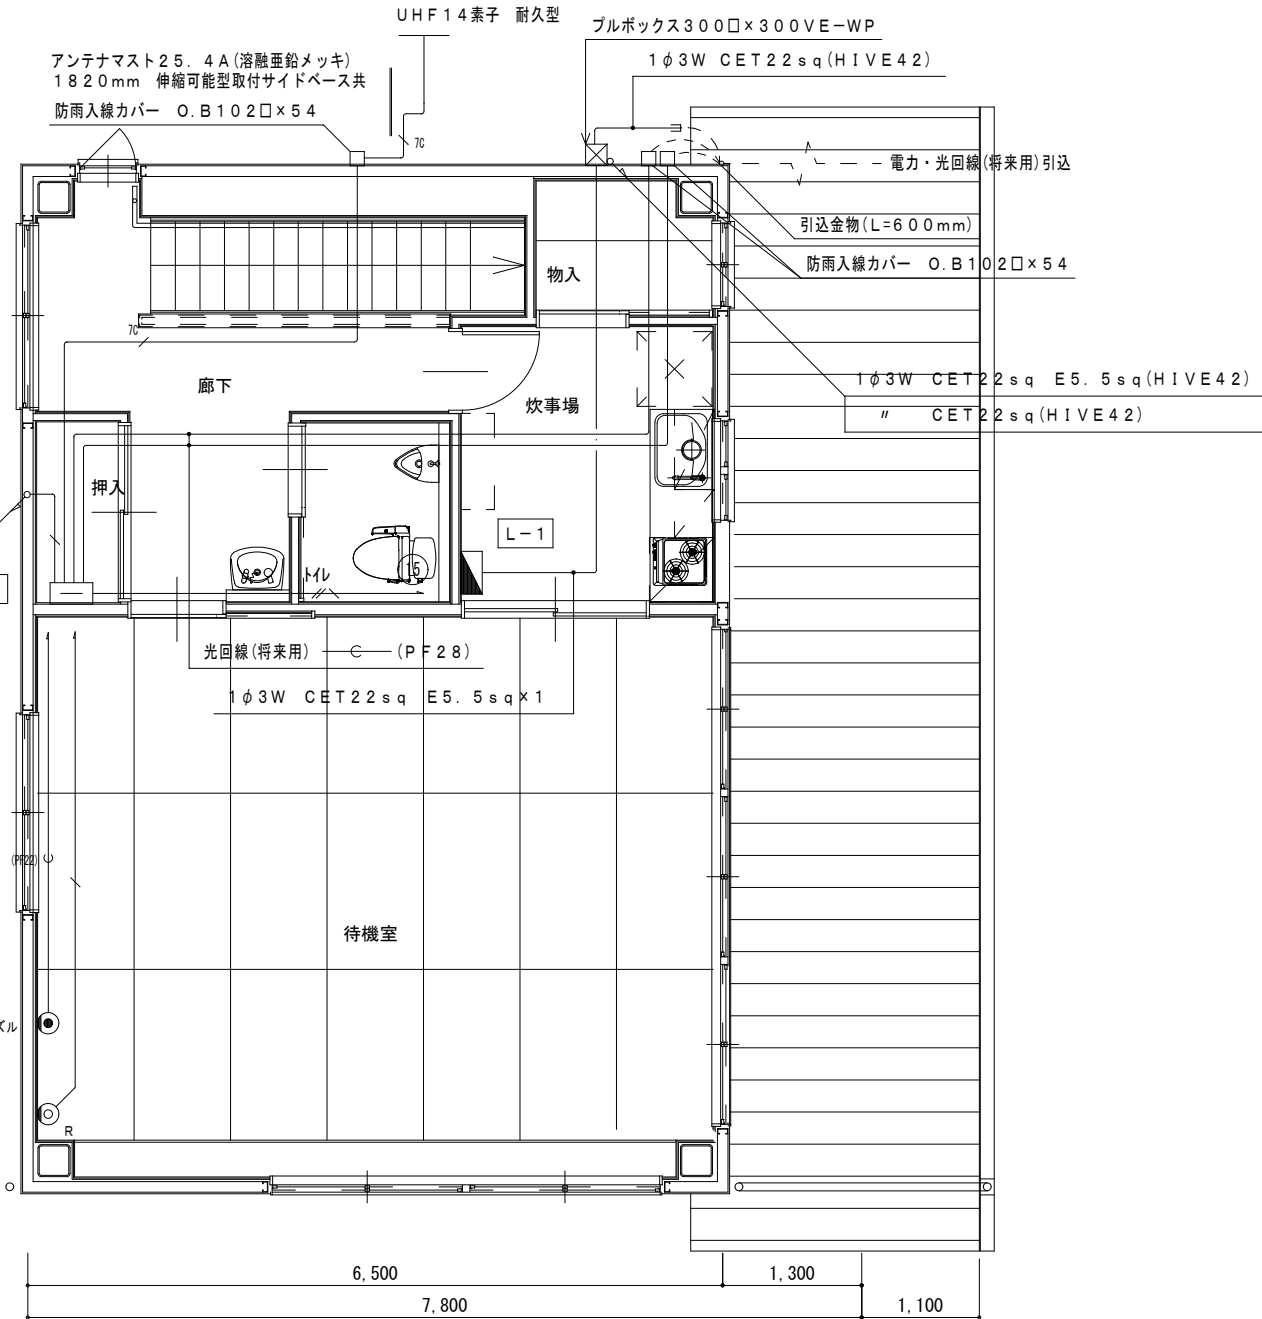 UHF14素子 耐久型
プルボックス300□×300VE-WP
1φ3W CET22sq(HIVE42)
アンテナマスト25.4A(溶融亜鉛メッキ)
1820mm 伸縮可能型取付サイドベース共
防雨入線カバー O.B102□×54
7C
電力・光回線(将来用)引込
引込金物(L=600mm)
防雨入線カバー O.B102□×54
物入
7C
廊下
炊事場
1φ3W CET22sq E5.5sq(HIVE42)
〃 CET22sq(HIVE42)
押入
L-1
トイレ
15
光回線(将来用) C (PF28)
1φ3W CET22sq E5.5sq×1
(PF22) C
待機室
ズル
R
6,500
1,300
7,800
1,100